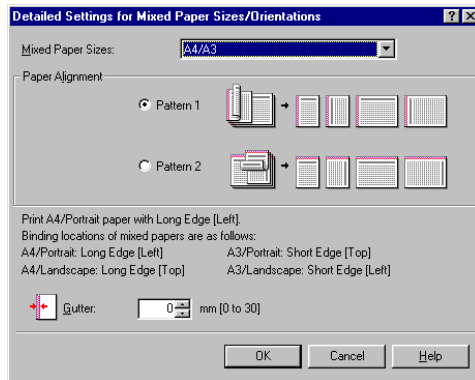 Detailed Settings for Mixed Paper Sizes/Orientations
Mixed Paper Sizes: A4/A3
Paper Alignment
Pattern 1
Pattern 2
Print A4/Portrait paper with Long Edge [Left].
Binding locations of mixed papers are as follows:
A4/Portrait: Long Edge [Left] A3/Portrait: Short Edge [Top]
A4/Landscape: Long Edge [Top] A3/Landscape: Short Edge [Left]
Gutter: 0 mm [0 to 30]
OK Cancel Help